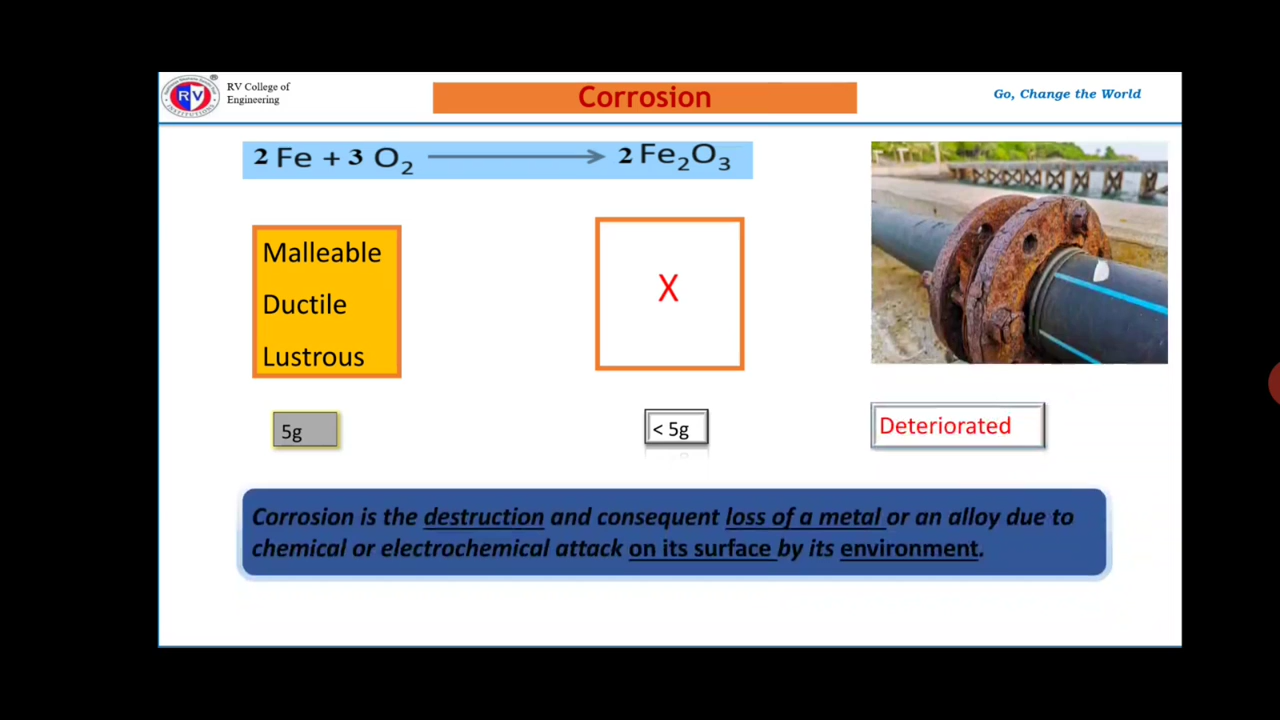 RV
RV College of
Engineering
Corrosion
Go, Change the World
2 Fe + 3 O₂ → 2 Fe₂O₃
Malleable
Ductile
Lustrous
X
5g
< 5g
Deteriorated
Corrosion is the destruction and consequent loss of a metal or an alloy due to
chemical or electrochemical attack on its surface by its environment.